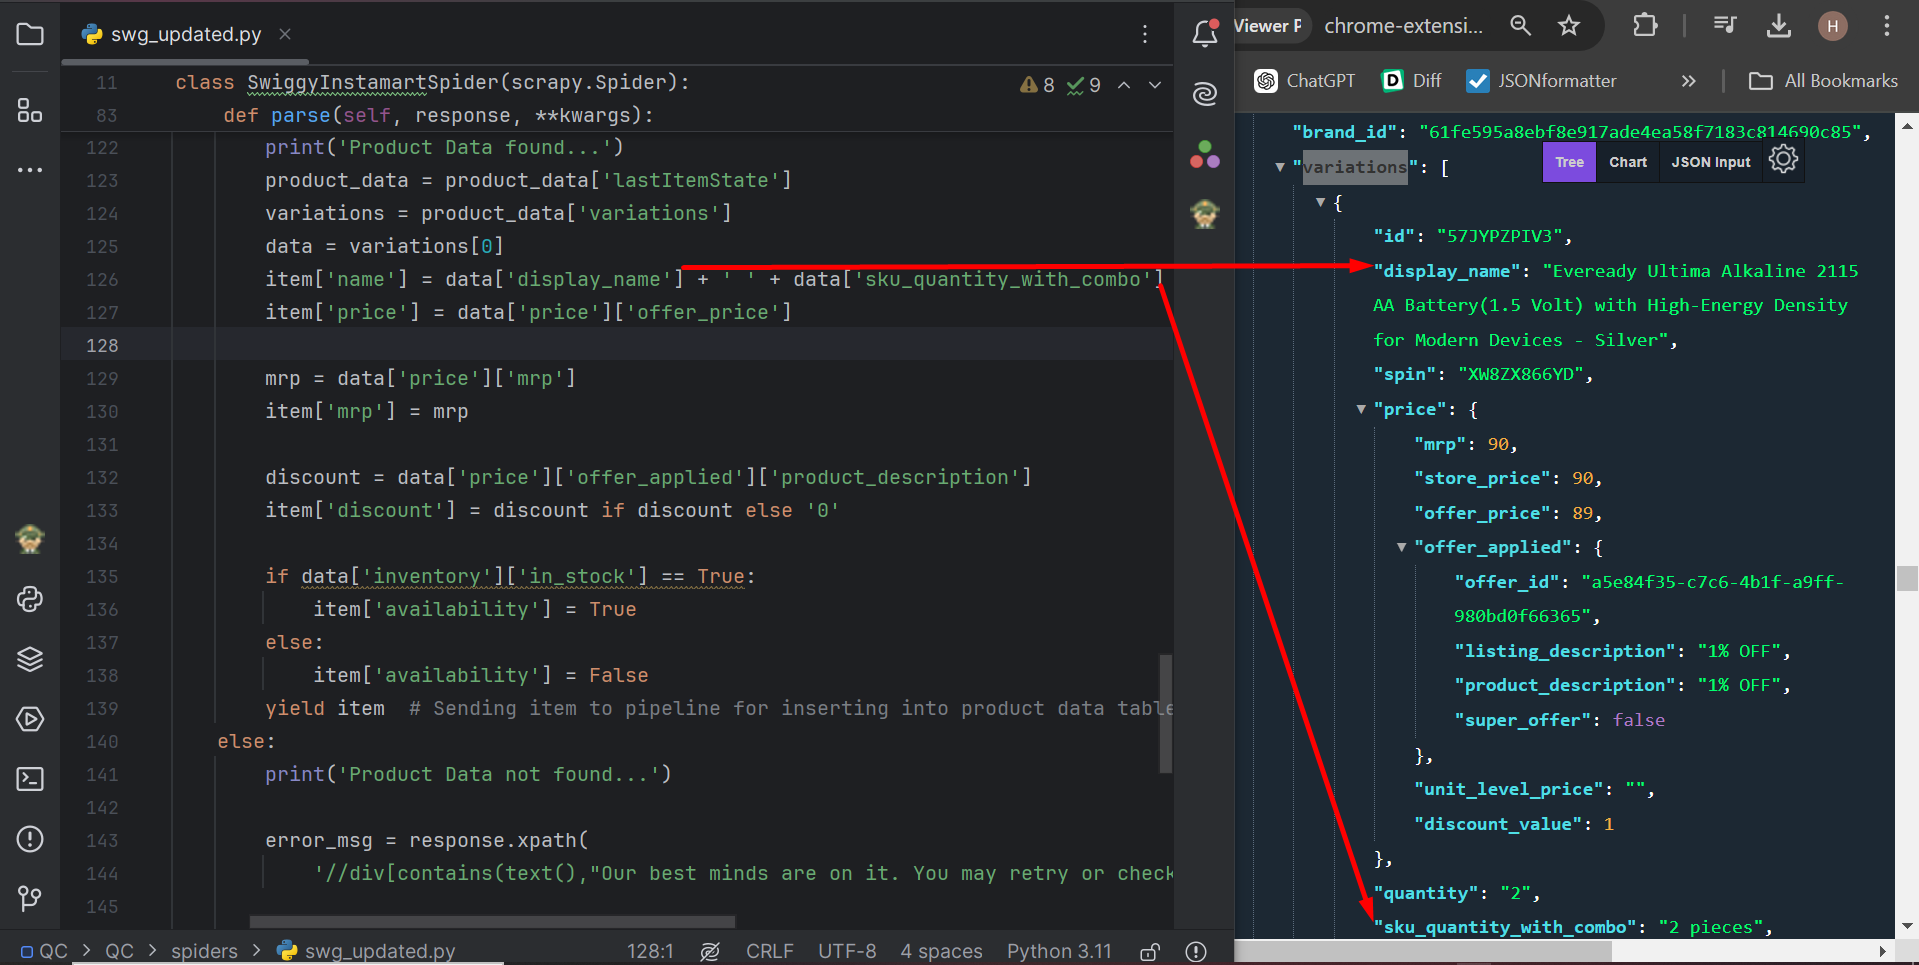 swg_updated.py
11 class SwiggyInstamartSpider(scrapy.Spider):
8 9
83 def parse(self, response, **kwargs):
122 print('Product Data found...')
123 product_data = product_data['lastItemState']
124 variations = product_data['variations']
125 data = variations[0]
126 item['name'] = data['display_name'] + ' ' + data['sku_quantity_with_combo']
127 item['price'] = data['price']['offer_price']
128
129 mrp = data['price']['mrp']
130 item['mrp'] = mrp
131
132 discount = data['price']['offer_applied']['product_description']
133 item['discount'] = discount if discount else '0'
134
135 if data['inventory']['in_stock'] == True:
136 item['availability'] = True
137 else:
138 item['availability'] = False
139 yield item # Sending item to pipeline for inserting into product data table
140 else:
141 print('Product Data not found...')
142
143 error_msg = response.xpath(
144 '//div[contains(text(),"Our best minds are on it. You may retry or check
145
QC > QC > spiders > swg_updated.py
128:1 CRLF UTF-8 4 spaces Python 3.11
Viewer P chrome-extensi... H
ChatGPT Diff JSONformatter » All Bookmarks
"brand_id": "61fe595a8ebf8e917ade4ea58f7183c814690c85",
"variations": [
Tree Chart JSON Input
{
"id": "57JYPZPIV3",
"display_name": "Eveready Ultima Alkaline 2115
AA Battery(1.5 Volt) with High-Energy Density
for Modern Devices - Silver",
"spin": "XW8ZX866YD",
"price": {
"mrp": 90,
"store_price": 90,
"offer_price": 89,
"offer_applied": {
"offer_id": "a5e84f35-c7c6-4b1f-a9ff-
980bd0f66365",
"listing_description": "1% OFF",
"product_description": "1% OFF",
"super_offer": false
},
"unit_level_price": "",
"discount_value": 1
},
"quantity": "2",
"sku_quantity_with_combo": "2 pieces",